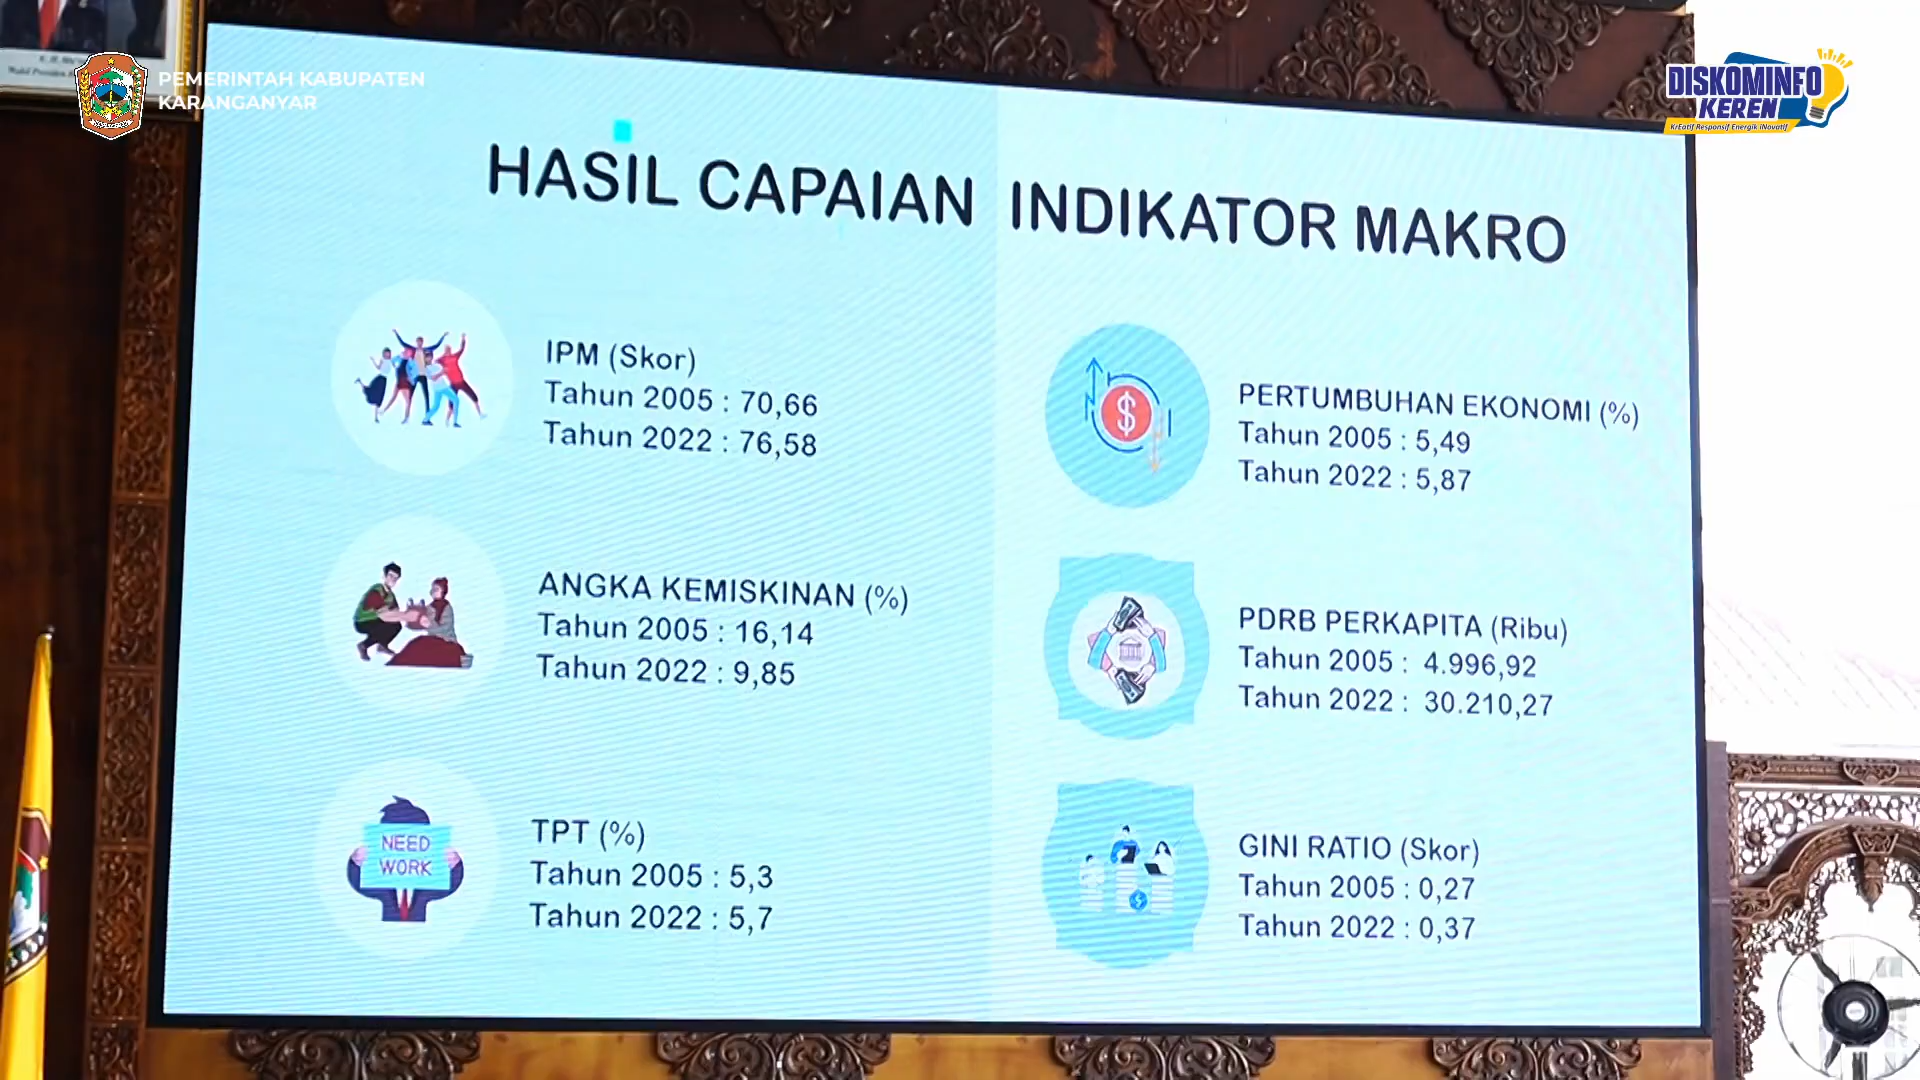 PEMERINTAH KABUPATEN
KARANGANYAR
DISKOMINFO
KEREN
KrEatif Responsif Energik iNovatif
HASIL CAPAIAN INDIKATOR MAKRO
IPM (Skor)
Tahun 2005 : 70,66
Tahun 2022 : 76,58
ANGKA KEMISKINAN (%)
Tahun 2005 : 16,14
Tahun 2022 : 9,85
NEED
WORK
TPT (%)
Tahun 2005 : 5,3
Tahun 2022 : 5,7
PERTUMBUHAN EKONOMI (%)
Tahun 2005 : 5,49
Tahun 2022 : 5,87
PDRB PERKAPITA (Ribu)
Tahun 2005 : 4.996,92
Tahun 2022 : 30.210,27
GINI RATIO (Skor)
Tahun 2005 : 0,27
Tahun 2022 : 0,37